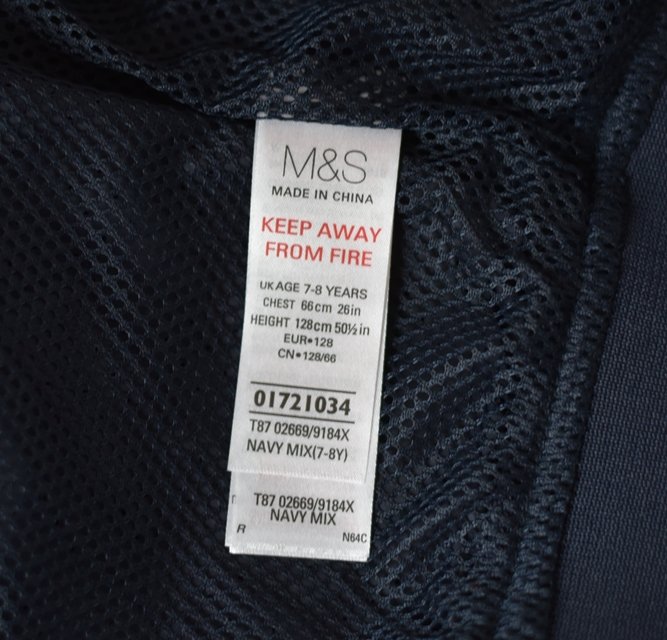 M&S
MADE IN CHINA
KEEP AWAY
FROM FIRE
UK AGE 7-8 YEARS
CHEST 66cm 26in
HEIGHT 128cm 50½in
EUR•128
CN•128/66
01721034
T87 02669/9184X
NAVY MIX(7-8Y)
T87 02669/9184X
NAVY MIX
R N64C